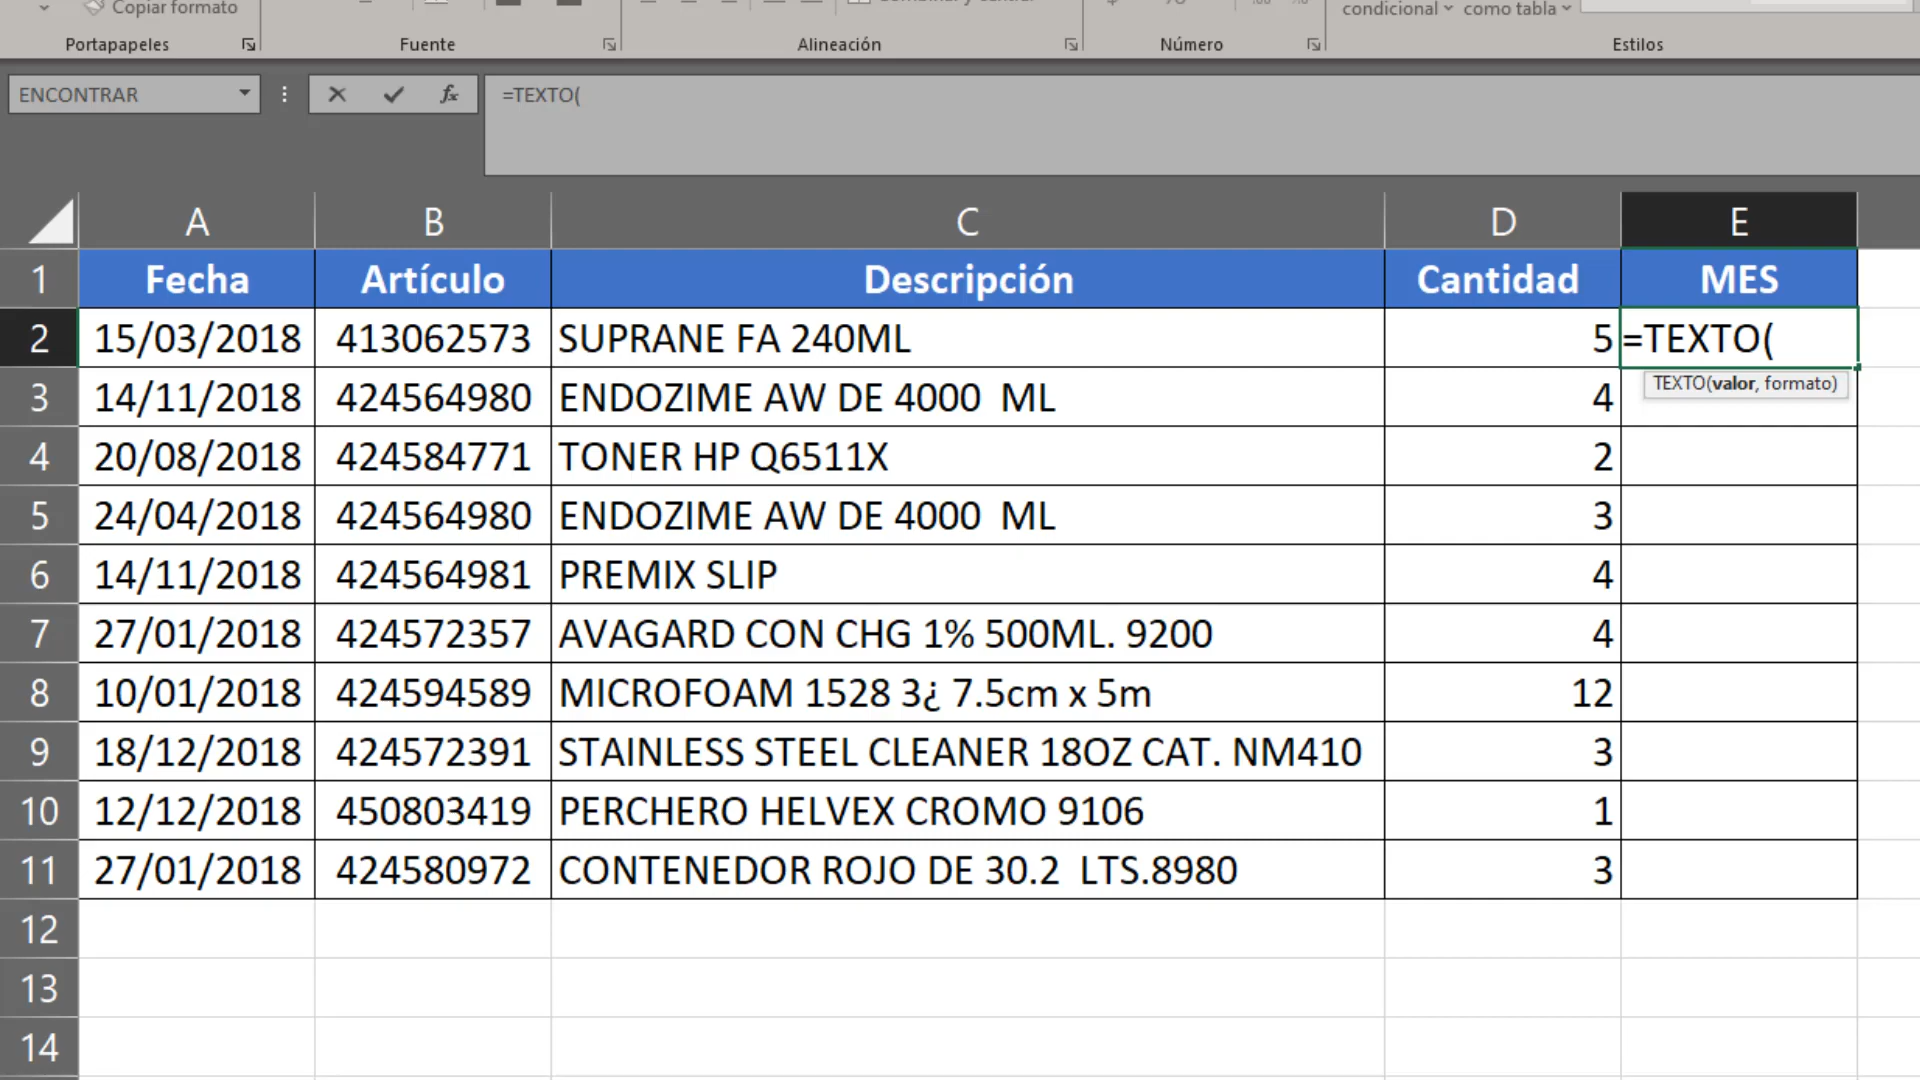 Copiar formato
condicional como tabla
Portapapeles Fuente Alineación Número Estilos
ENCONTRAR fx =TEXTO(
A B C D E
1 Fecha Artículo Descripción Cantidad MES
2 15/03/2018 413062573 SUPRANE FA 240ML 5 =TEXTO(
TEXTO(valor, formato)
3 14/11/2018 424564980 ENDOZIME AW DE 4000  ML 4
4 20/08/2018 424584771 TONER HP Q6511X 2
5 24/04/2018 424564980 ENDOZIME AW DE 4000  ML 3
6 14/11/2018 424564981 PREMIX SLIP 4
7 27/01/2018 424572357 AVAGARD CON CHG 1% 500ML. 9200 4
8 10/01/2018 424594589 MICROFOAM 1528 3¿ 7.5cm x 5m 12
9 18/12/2018 424572391 STAINLESS STEEL CLEANER 18OZ CAT. NM410 3
10 12/12/2018 450803419 PERCHERO HELVEX CROMO 9106 1
11 27/01/2018 424580972 CONTENEDOR ROJO DE 30.2  LTS.8980 3
12
13
14